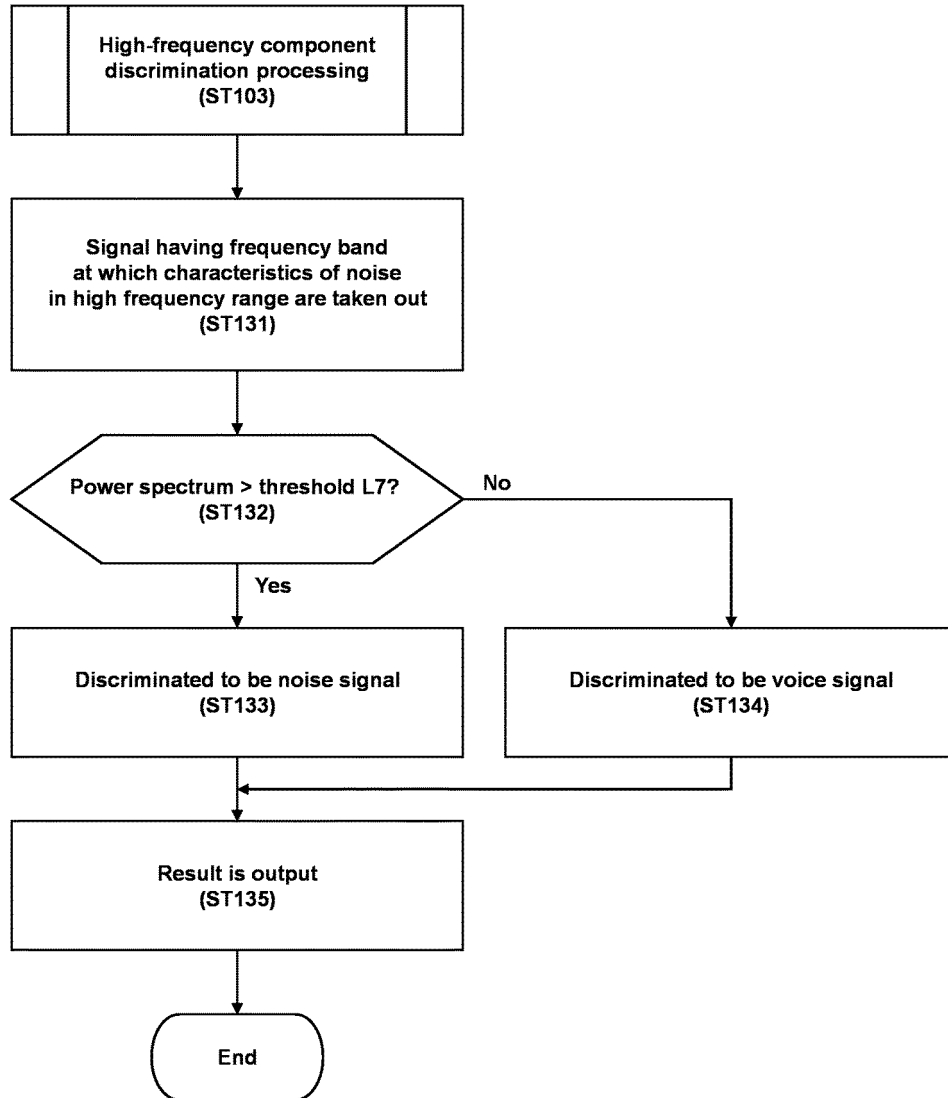 High-frequency component
discrimination processing
(ST103)
Signal having frequency band
at which characteristics of noise
in high frequency range are taken out
(ST131)
Power spectrum > threshold L7?
(ST132)
No
Yes
Discriminated to be noise signal
(ST133)
Discriminated to be voice signal
(ST134)
Result is output
(ST135)
End